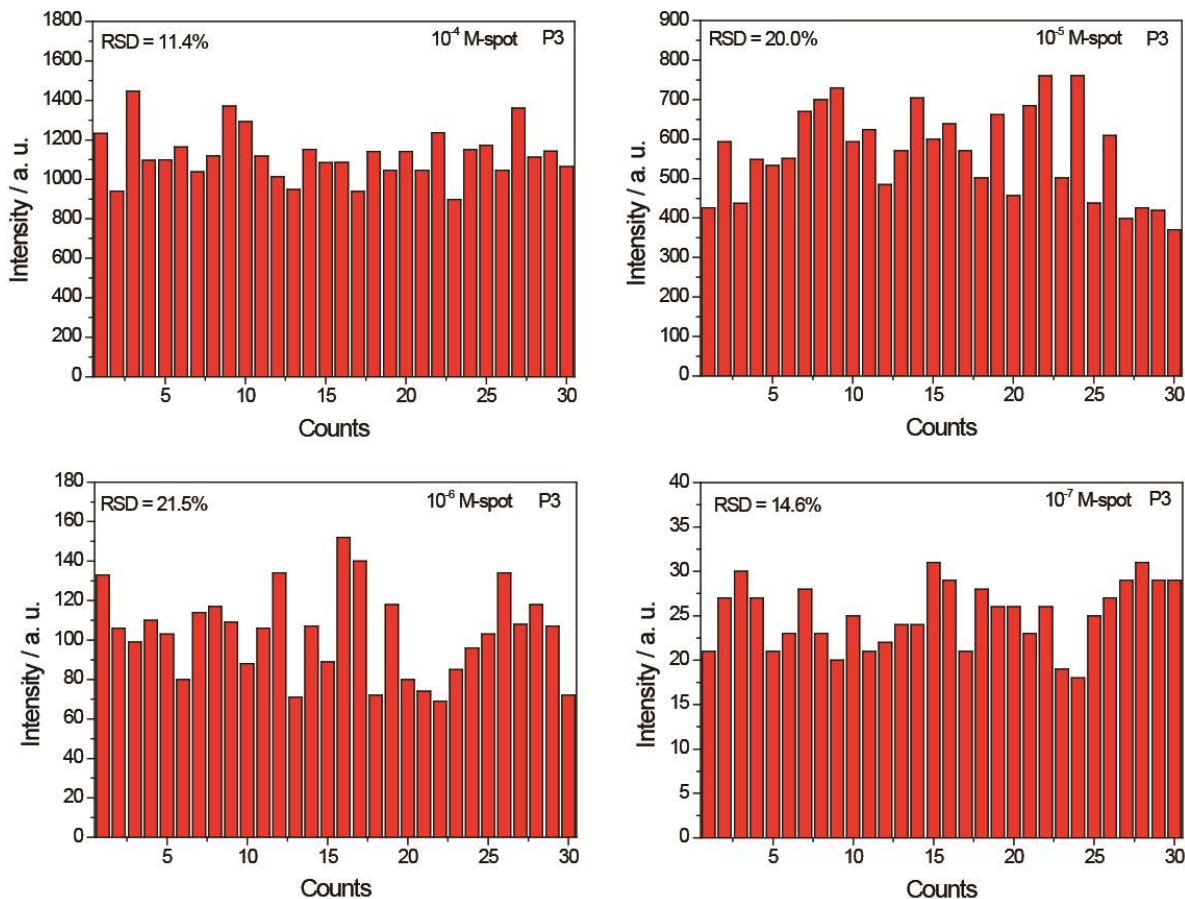 RSD = 11.4% 10⁻⁴ M-spot P3
Intensity / a. u.
1800
1600
1400
1200
1000
800
600
400
200
0
5 10 15 20 25 30
Counts
RSD = 20.0% 10⁻⁵ M-spot P3
Intensity / a. u.
900
800
700
600
500
400
300
200
100
0
5 10 15 20 25 30
Counts
RSD = 21.5% 10⁻⁶ M-spot P3
Intensity / a. u.
180
160
140
120
100
80
60
40
20
0
5 10 15 20 25 30
Counts
RSD = 14.6% 10⁻⁷ M-spot P3
Intensity / a. u.
40
35
30
25
20
15
10
5
0
5 10 15 20 25 30
Counts